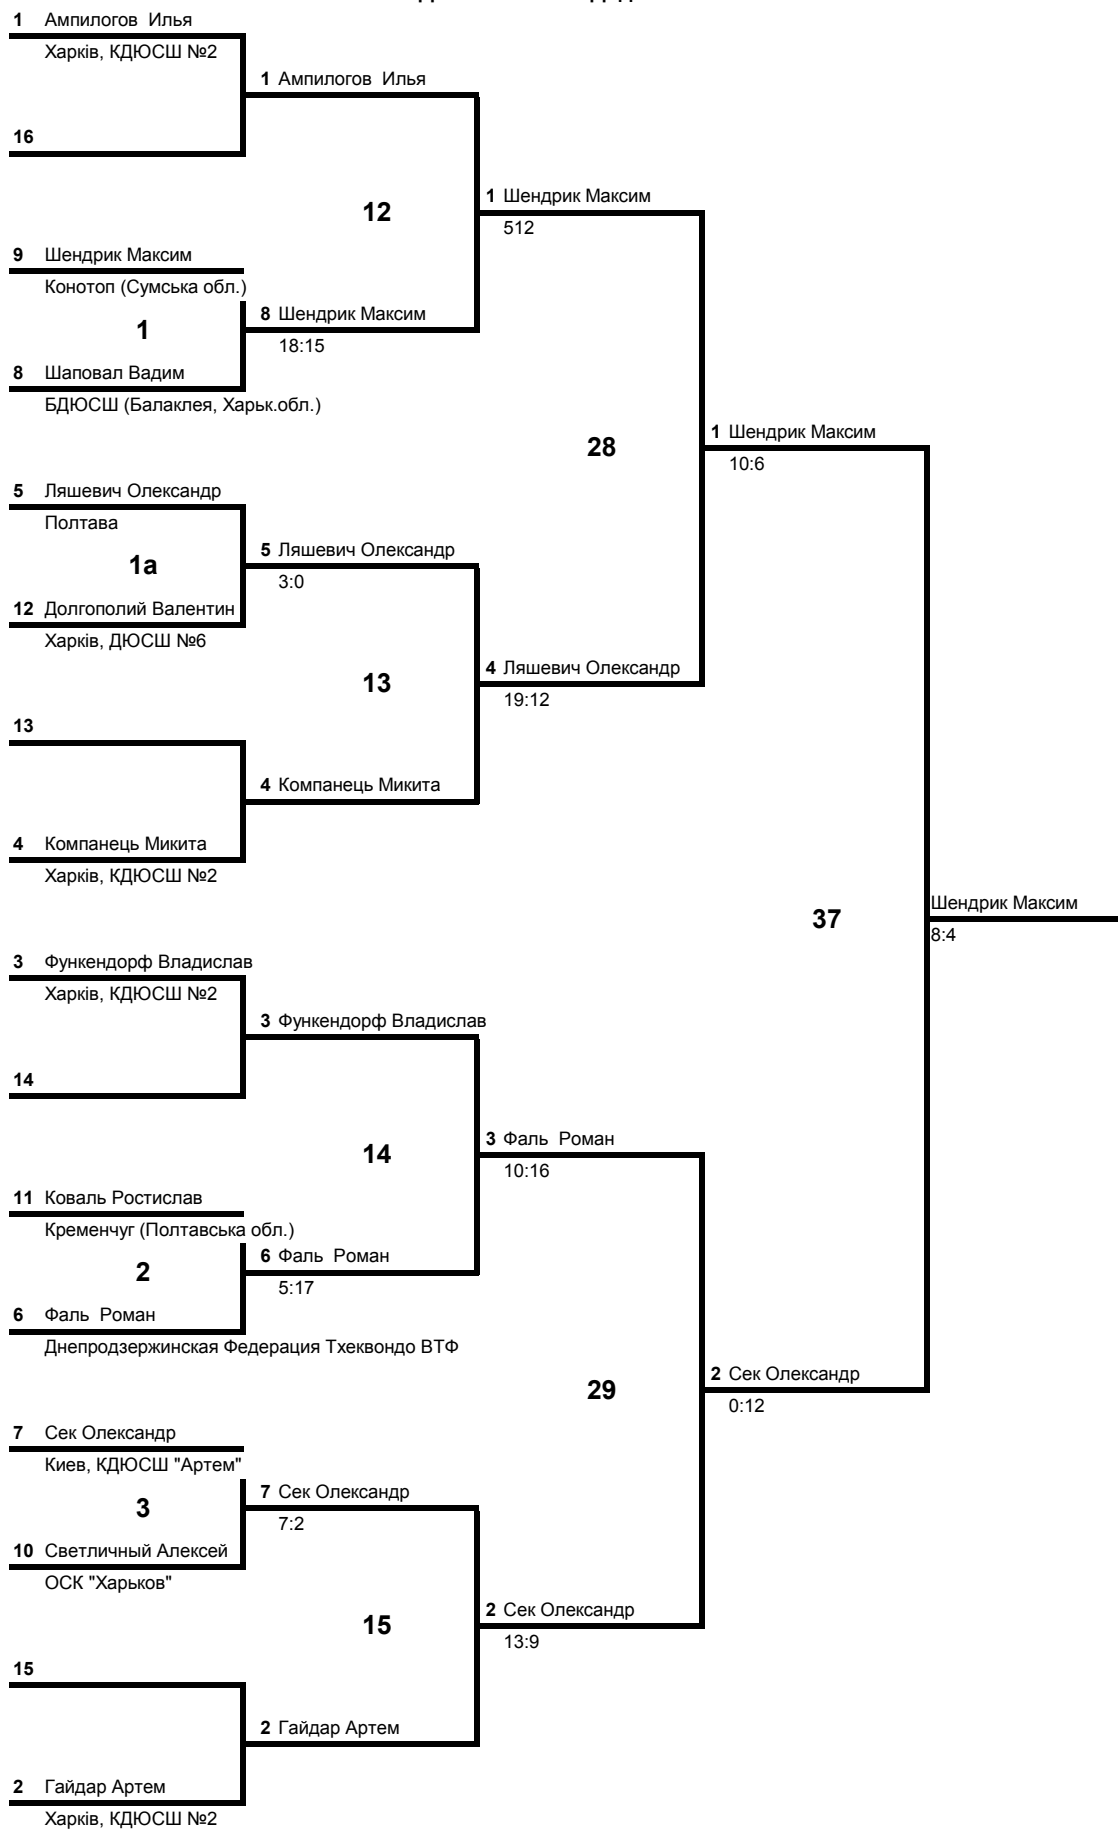 1 Ампилогов Илья
Харків, КДЮСШ №2
1 Ампилогов Илья
16
12
1 Шендрик Максим
512
9 Шендрик Максим
Конотоп (Сумська обл.)
8 Шендрик Максим
1
18:15
8 Шаповал Вадим
БДЮСШ (Балаклея, Харьк.обл.)
28
1 Шендрик Максим
10:6
5 Ляшевич Олександр
Полтава
5 Ляшевич Олександр
1а
3:0
12 Долгополий Валентин
Харків, ДЮСШ №6
13
4 Ляшевич Олександр
19:12
13
4 Компанець Микита
4 Компанець Микита
Харків, КДЮСШ №2
37
Шендрик Максим
8:4
3 Функендорф Владислав
Харків, КДЮСШ №2
3 Функендорф Владислав
14
14
3 Фаль Роман
10:16
11 Коваль Ростислав
Кременчуг (Полтавська обл.)
6 Фаль Роман
2
5:17
6 Фаль Роман
Днепродзержинская Федерация Тхеквондо ВТФ
29
2 Сек Олександр
0:12
7 Сек Олександр
Киев, КДЮСШ "Артем"
7 Сек Олександр
3
7:2
10 Светличный Алексей
ОСК "Харьков"
15
2 Сек Олександр
13:9
15
2 Гайдар Артем
2 Гайдар Артем
Харків, КДЮСШ №2